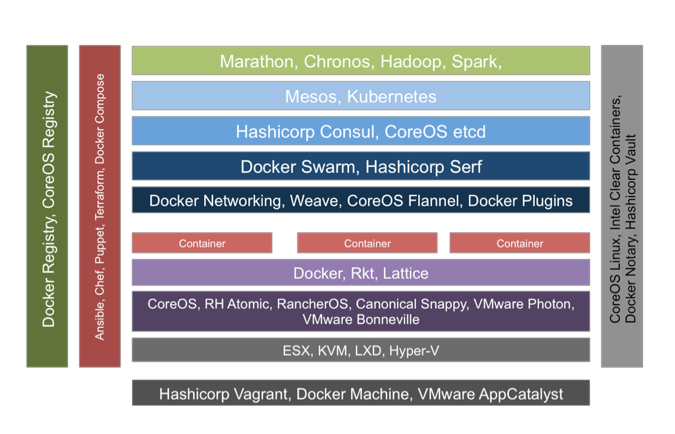 Docker Registry, CoreOS Registry
Ansible, Chef, Puppet, Terraform, Docker Compose
Marathon, Chronos, Hadoop, Spark,
Mesos, Kubernetes
Hashicorp Consul, CoreOS etcd
Docker Swarm, Hashicorp Serf
Docker Networking, Weave, CoreOS Flannel, Docker Plugins
Container
Container
Container
Docker, Rkt, Lattice
CoreOS, RH Atomic, RancherOS, Canonical Snappy, VMware Photon,
VMware Bonneville
ESX, KVM, LXD, Hyper-V
Hashicorp Vagrant, Docker Machine, VMware AppCatalyst
CoreOS Linux, Intel Clear Containers,
Docker Notary, Hashicorp Vault